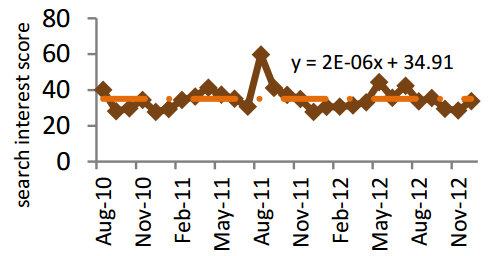 80
60
40
20
0
search interest score
y = 2E-06x + 34.91
Aug-10
Nov-10
Feb-11
May-11
Aug-11
Nov-11
Feb-12
May-12
Aug-12
Nov-12